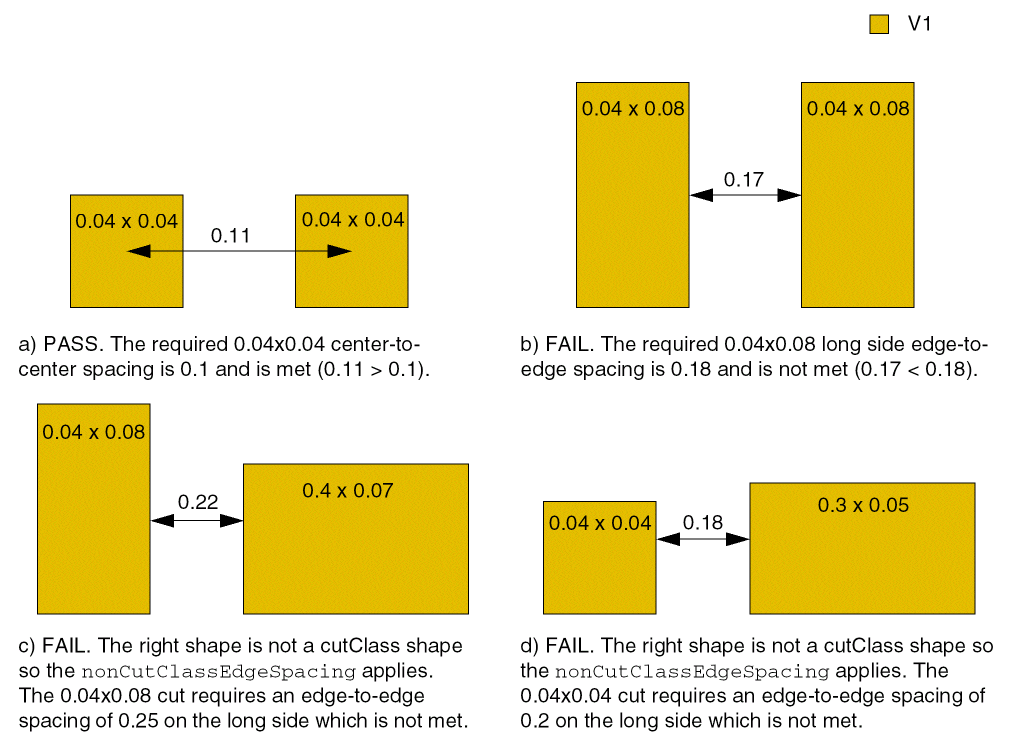 V1
0.04 x 0.04
0.11
0.04 x 0.04
a) PASS. The required 0.04x0.04 center-to-
center spacing is 0.1 and is met (0.11 > 0.1).
0.04 x 0.08
0.17
0.04 x 0.08
b) FAIL. The required 0.04x0.08 long side edge-to-
edge spacing is 0.18 and is not met (0.17 < 0.18).
0.04 x 0.08
0.22
0.4 x 0.07
c) FAIL. The right shape is not a cutClass shape
so the nonCutClassEdgeSpacing applies.
The 0.04x0.08 cut requires an edge-to-edge
spacing of 0.25 on the long side which is not met.
0.04 x 0.04
0.18
0.3 x 0.05
d) FAIL. The right shape is not a cutClass shape so
the nonCutClassEdgeSpacing applies. The
0.04x0.04 cut requires an edge-to-edge spacing of
0.2 on the long side which is not met.